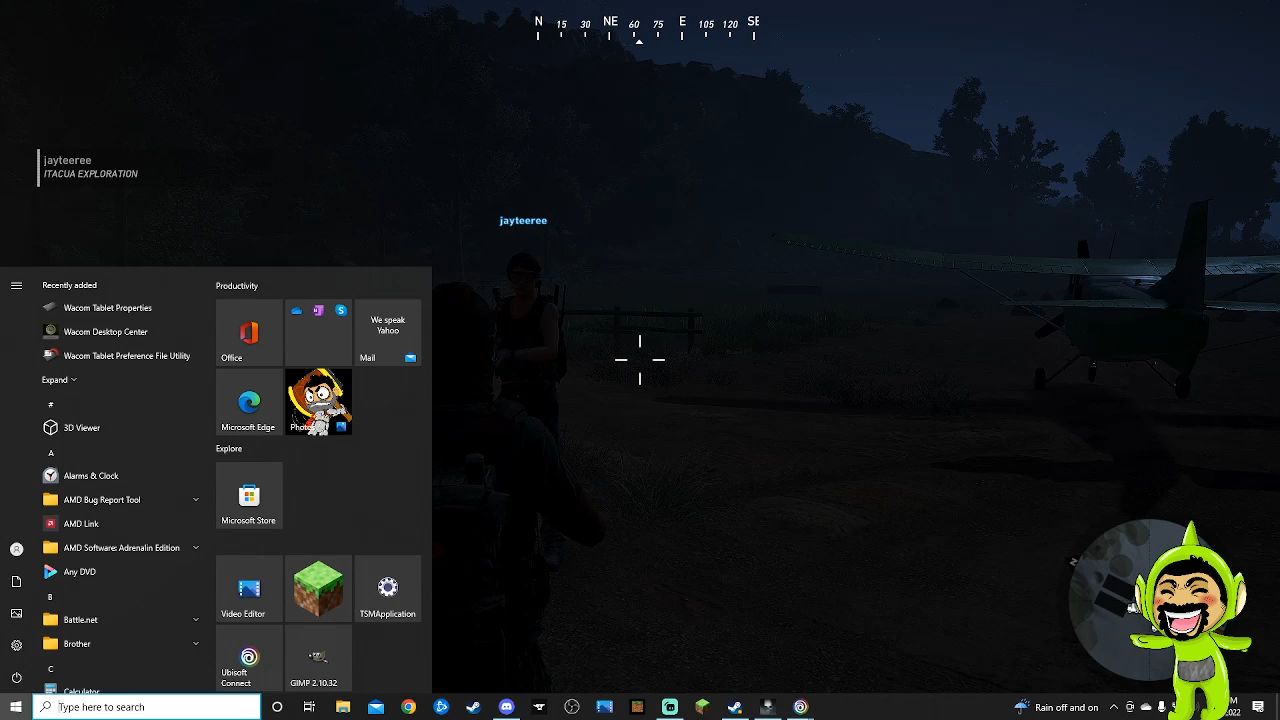 N 15 30 NE 60 75 E 105 120 SE
jayteeree
ITACUA EXPLORATION
jayteeree
Recently added
Wacom Tablet Properties
Wacom Desktop Center
Wacom Tablet Preference File Utility
Expand
#
3D Viewer
A
Alarms & Clock
AMD Bug Report Tool
AMD Link
AMD Software: Adrenalin Edition
Any DVD
B
Battle.net
Brother
C
Calculator
Productivity
Office
We speak
Yahoo
Mail
Microsoft Edge
Photos
Explore
Microsoft Store
Video Editor
TSMApplication
Ubisoft
Connect
GIMP 2.10.32
N
Type here to search
Rain off and on